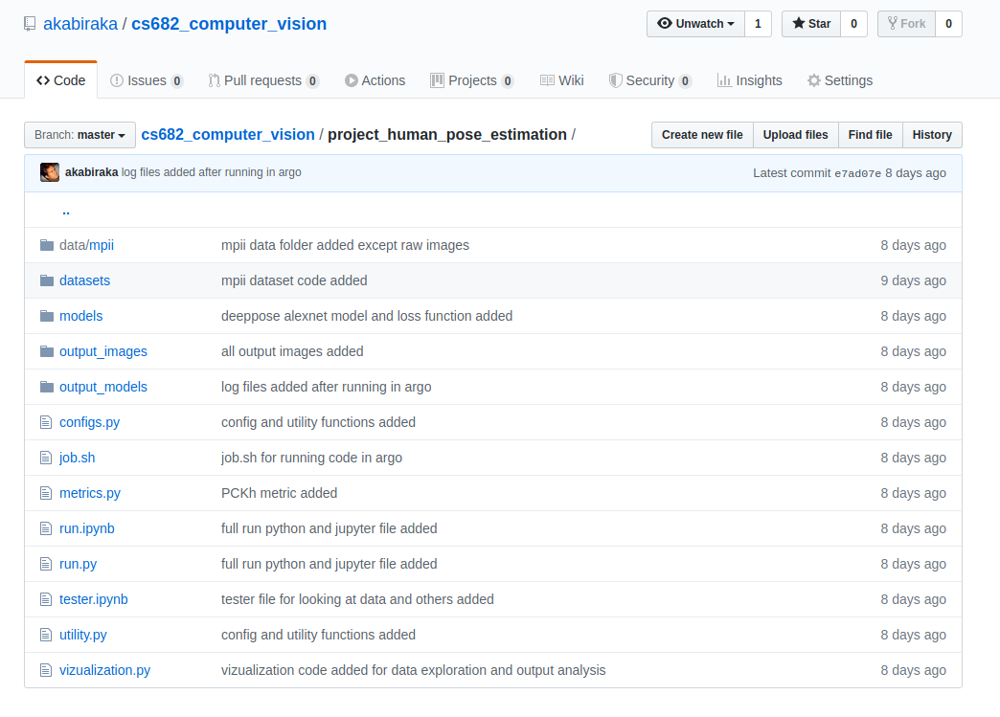 akabiraka / cs682_computer_vision
Unwatch 1 Star 0 Fork 0
Code Issues 0 Pull requests 0 Actions Projects 0 Wiki Security 0 Insights Settings
Branch: master cs682_computer_vision / project_human_pose_estimation / Create new file Upload files Find file History
akabiraka log files added after running in argo Latest commit e7ad07e 8 days ago
..
data/mpii mpii data folder added except raw images 8 days ago
datasets mpii dataset code added 9 days ago
models deeppose alexnet model and loss function added 8 days ago
output_images all output images added 8 days ago
output_models log files added after running in argo 8 days ago
configs.py config and utility functions added 8 days ago
job.sh job.sh for running code in argo 8 days ago
metrics.py PCKh metric added 8 days ago
run.ipynb full run python and jupyter file added 8 days ago
run.py full run python and jupyter file added 8 days ago
tester.ipynb tester file for looking at data and others added 8 days ago
utility.py config and utility functions added 8 days ago
vizualization.py vizualization code added for data exploration and output analysis 8 days ago